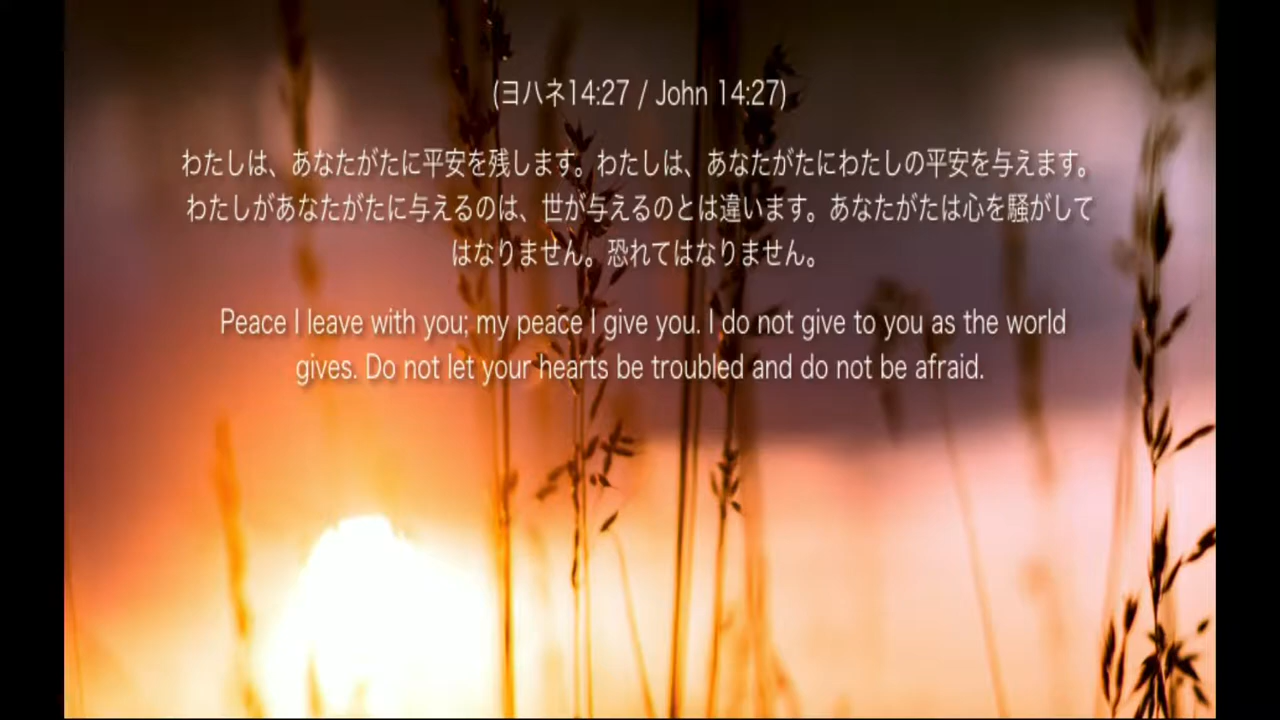 (ヨハネ14:27 / John 14:27)
わたしは、あなたがたに平安を残します。わたしは、あなたがたにわたしの平安を与えます。
わたしがあなたがたに与えるのは、世が与えるのとは違います。あなたがたは心を騒がして
はなりません。恐れてはなりません。
Peace I leave with you; my peace I give you. I do not give to you as the world
gives. Do not let your hearts be troubled and do not be afraid.